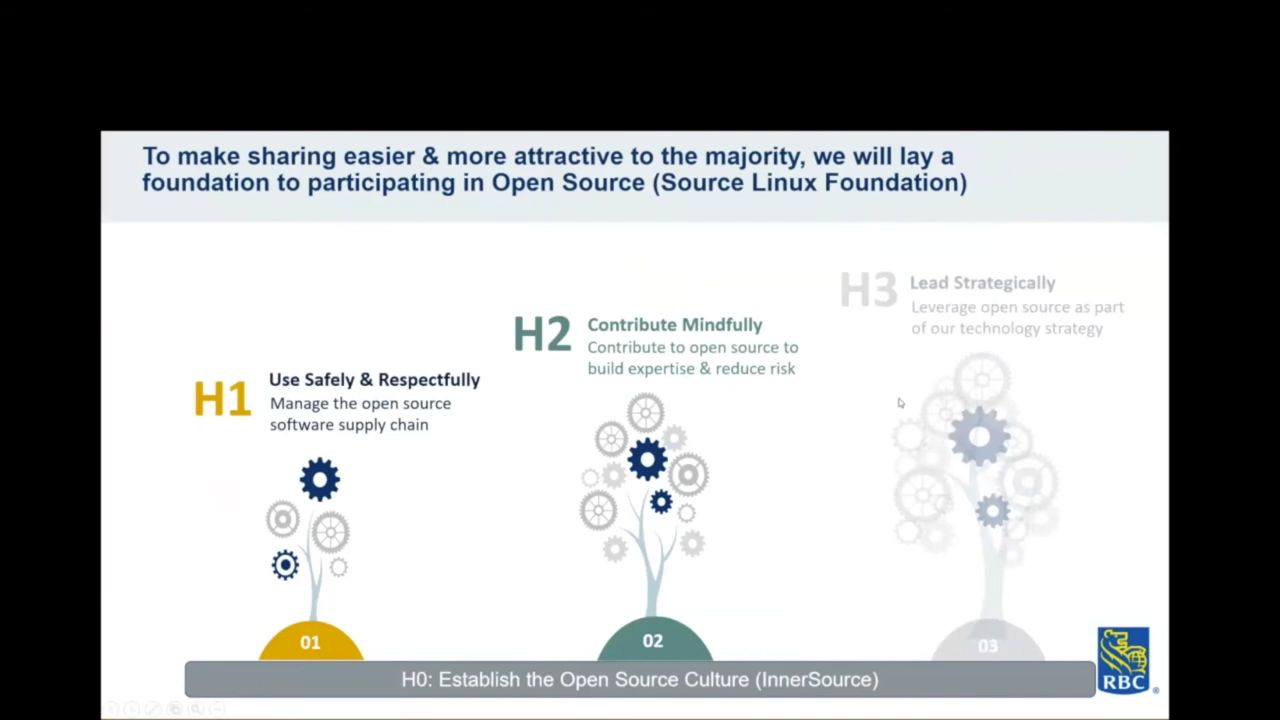 To make sharing easier & more attractive to the majority, we will lay a
foundation to participating in Open Source (Source Linux Foundation)
H3
Lead Strategically
Leverage open source as part
of our technology strategy
H2
Contribute Mindfully
Contribute to open source to
build expertise & reduce risk
H1
Use Safely & Respectfully
Manage the open source
software supply chain
01
02
03
H0: Establish the Open Source Culture (InnerSource)
RBC
®